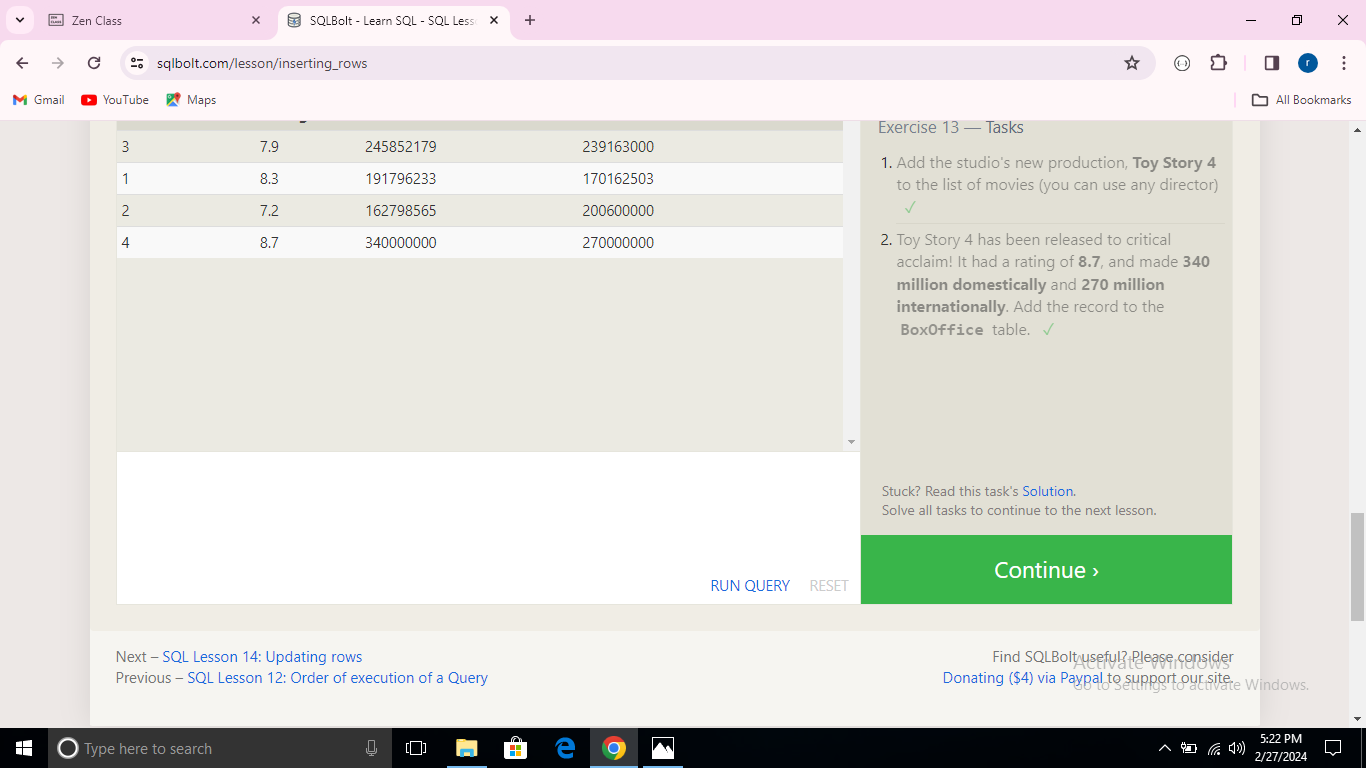 Zen Class
SQLBolt - Learn SQL - SQL Less
sqlbolt.com/lesson/inserting_rows
r
Gmail YouTube Maps All Bookmarks
3 7.9 245852179 239163000
1 8.3 191796233 170162503
2 7.2 162798565 200600000
4 8.7 340000000 270000000
Exercise 13 — Tasks
1. Add the studio's new production, Toy Story 4
to the list of movies (you can use any director)
✓
2. Toy Story 4 has been released to critical
acclaim! It had a rating of 8.7, and made 340
million domestically and 270 million
internationally. Add the record to the
BoxOffice table. ✓
Stuck? Read this task's Solution.
Solve all tasks to continue to the next lesson.
RUN QUERY RESET
Continue ›
Next – SQL Lesson 14: Updating rows
Previous – SQL Lesson 12: Order of execution of a Query
Find SQLBolt useful? Please consider
Donating ($4) via Paypal to support our site.
Activate Windows
Go to Settings to activate Windows.
Type here to search
5:22 PM
2/27/2024